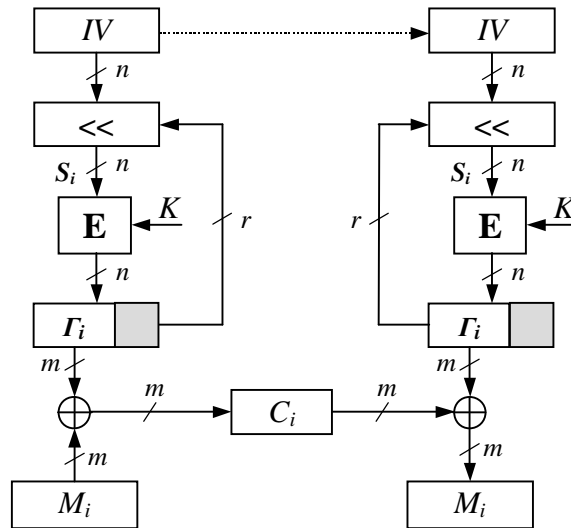 IV IV
n n
<< <<
S_i n S_i n
E K r r E K
n n
Γ_i Γ_i
m m
m C_i m
m m
M_i M_i